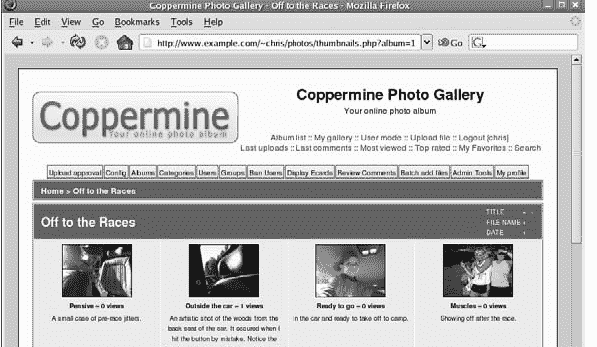 Coppermine Photo Gallery - Off to the Races - Mozilla Firefox
File Edit View Go Bookmarks Tools Help
http://www.example.com/~chris/photos/thumbnails.php?album=1 Go G
Coppermine
Your online photo album
Coppermine Photo Gallery
Your online photo album
Album list :: My gallery :: User mode :: Upload file :: Logout [chris]
Last uploads :: Last comments :: Most viewed :: Top rated :: My Favorites :: Search
Upload approval Config Albums Categories Users Groups Ban Users Display Ecards Review Comments Batch add files Admin Tools My profile
Home > Off to the Races
Off to the Races
TITLE + -
FILE NAME +
DATE +
Pensive ~ 0 views
A small case of pre-race jitters.
Outside the car ~ 1 views
An artistic shot of the woods from the
back seat of the car. It occured when I
hit the button by mistake. Notice the
Ready to go ~ 0 views
In the car and ready to take off to camp.
Muscles ~ 0 views
Showing off after the race.